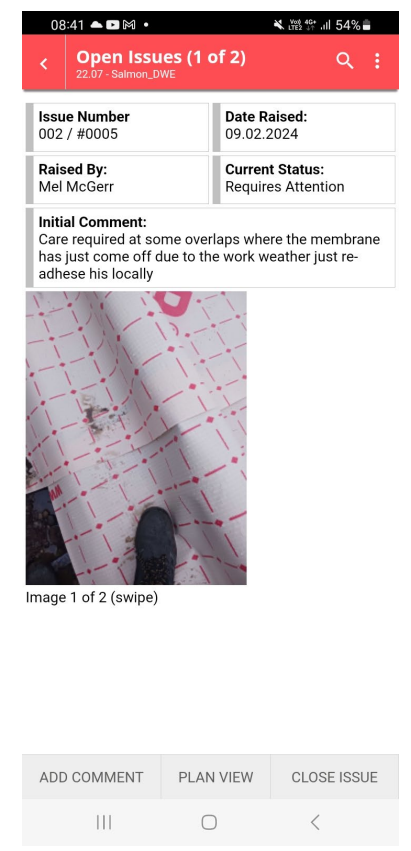 08:41
Vo)) 4G+
LTE2 54%
Open Issues (1 of 2)
22.07 - Salmon_DWE
Issue Number
002 / #0005
Date Raised:
09.02.2024
Raised By:
Mel McGerr
Current Status:
Requires Attention
Initial Comment:
Care required at some overlaps where the membrane
has just come off due to the work weather just re-
adhese his locally
Image 1 of 2 (swipe)
ADD COMMENT
PLAN VIEW
CLOSE ISSUE